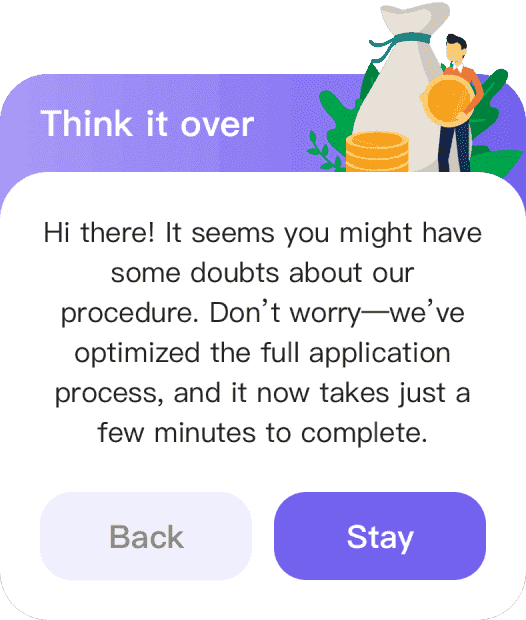 Think it over
Hi there! It seems you might have
some doubts about our
procedure. Don’t worry—we’ve
optimized the full application
process, and it now takes just a
few minutes to complete.
Back
Stay